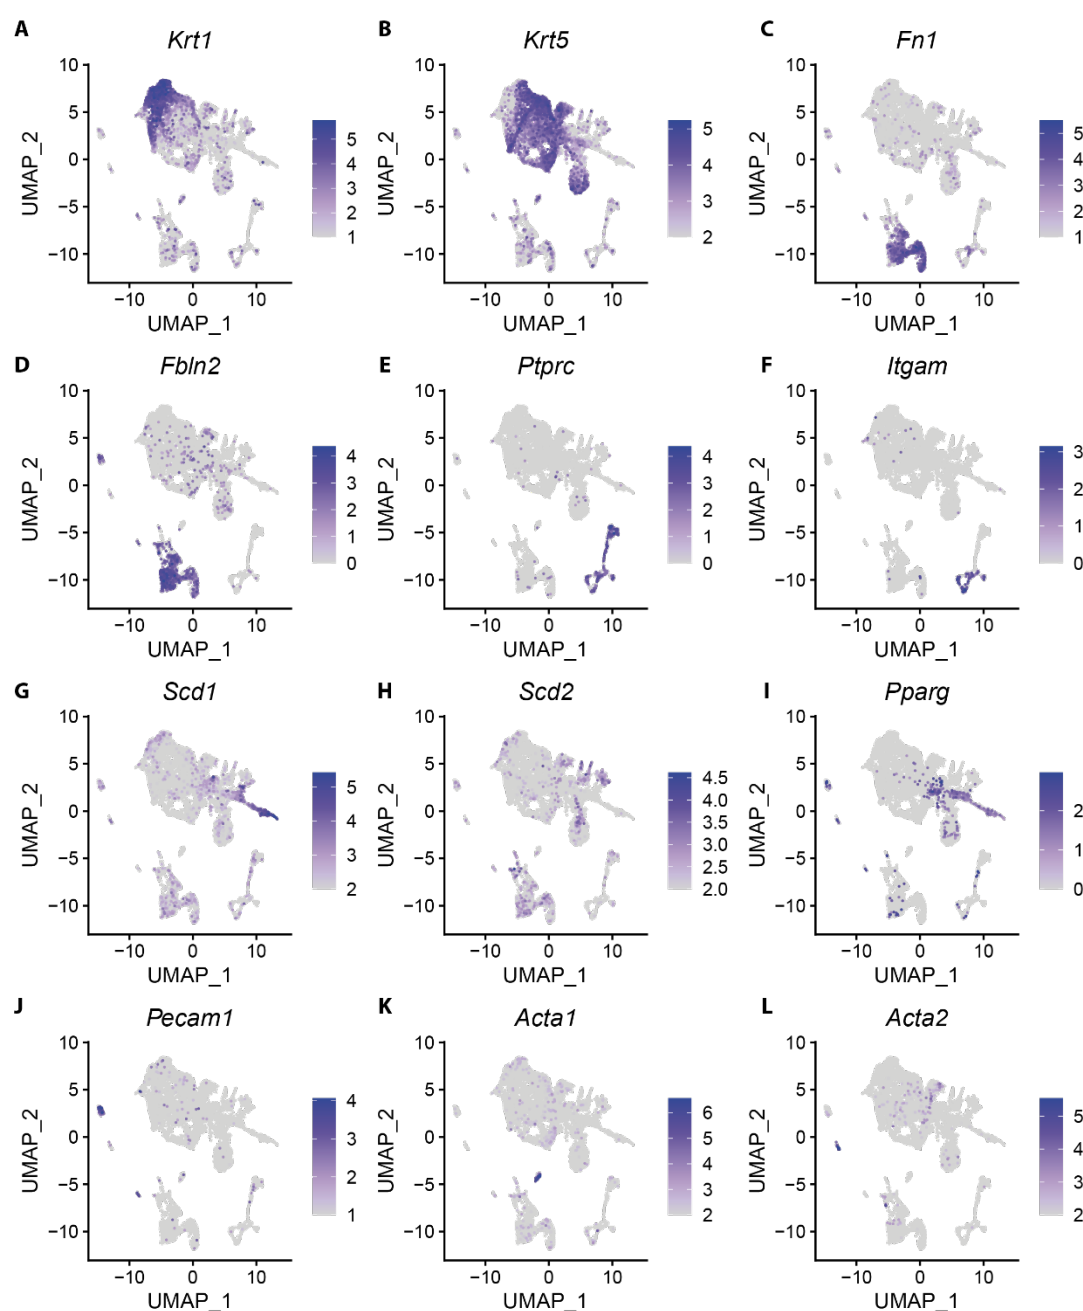 A Krt1
B Krt5
C Fn1
10
5
0
−5
−10
UMAP_2
−10 0 10
UMAP_1
5
4
3
2
1
10
5
0
−5
−10
UMAP_2
−10 0 10
UMAP_1
5
4
3
2
10
5
0
−5
−10
UMAP_2
−10 0 10
UMAP_1
5
4
3
2
1
D Fbln2
E Ptprc
F Itgam
10
5
0
−5
−10
UMAP_2
−10 0 10
UMAP_1
4
3
2
1
0
10
5
0
−5
−10
UMAP_2
−10 0 10
UMAP_1
4
3
2
1
0
10
5
0
−5
−10
UMAP_2
−10 0 10
UMAP_1
3
2
1
0
G Scd1
H Scd2
I Pparg
10
5
0
−5
−10
UMAP_2
−10 0 10
UMAP_1
5
4
3
2
10
5
0
−5
−10
UMAP_2
−10 0 10
UMAP_1
4.5
4.0
3.5
3.0
2.5
2.0
10
5
0
−5
−10
UMAP_2
−10 0 10
UMAP_1
2
1
0
J Pecam1
K Acta1
L Acta2
10
5
0
−5
−10
UMAP_2
−10 0 10
UMAP_1
4
3
2
1
10
5
0
−5
−10
UMAP_2
−10 0 10
UMAP_1
6
5
4
3
2
10
5
0
−5
−10
UMAP_2
−10 0 10
UMAP_1
5
4
3
2